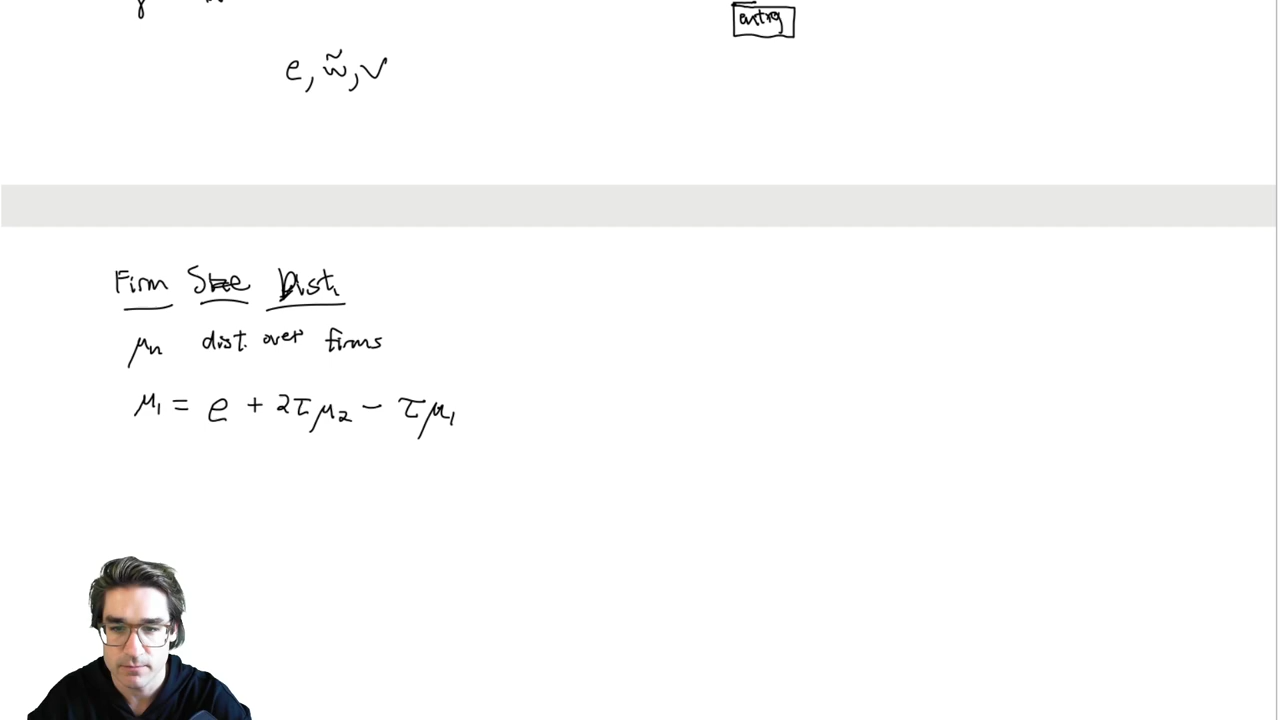 entry
e, w̃, v
Firm Size Dist.
μn dist. over firms
μ1 = e + 2τμ2 − τμ1